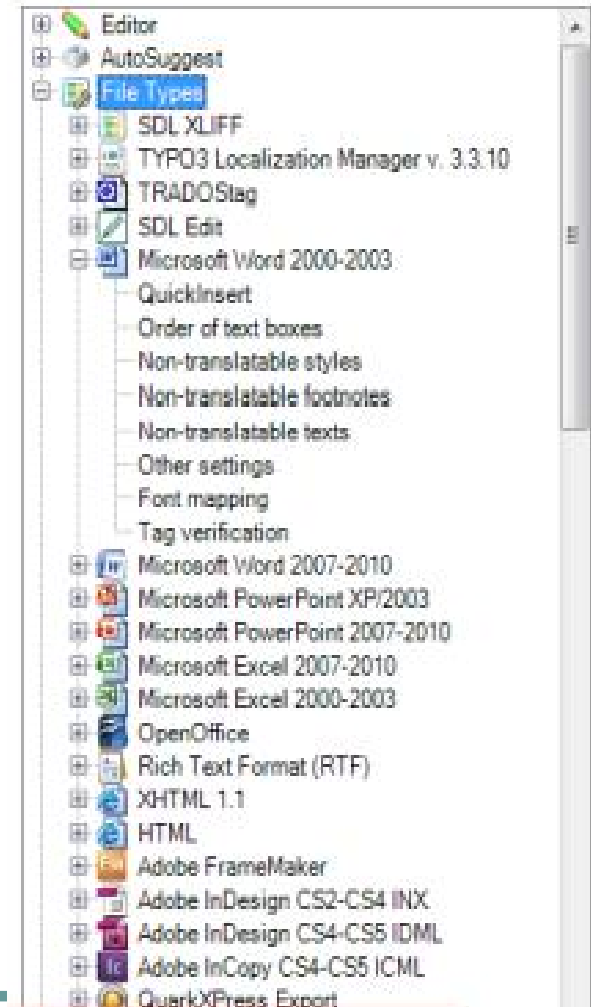 Editor
AutoSuggest
File Types
SDL XLIFF
TYPO3 Localization Manager v. 3.3.10
TRADOStag
SDL Edit
Microsoft Word 2000-2003
QuickInsert
Order of text boxes
Non-translatable styles
Non-translatable footnotes
Non-translatable texts
Other settings
Font mapping
Tag verification
Microsoft Word 2007-2010
Microsoft PowerPoint XP/2003
Microsoft PowerPoint 2007-2010
Microsoft Excel 2007-2010
Microsoft Excel 2000-2003
OpenOffice
Rich Text Format (RTF)
XHTML 1.1
HTML
Adobe FrameMaker
Adobe InDesign CS2-CS4 INX
Adobe InDesign CS4-CS5 IDML
Adobe InCopy CS4-CS5 ICML
QuarkXPress Export